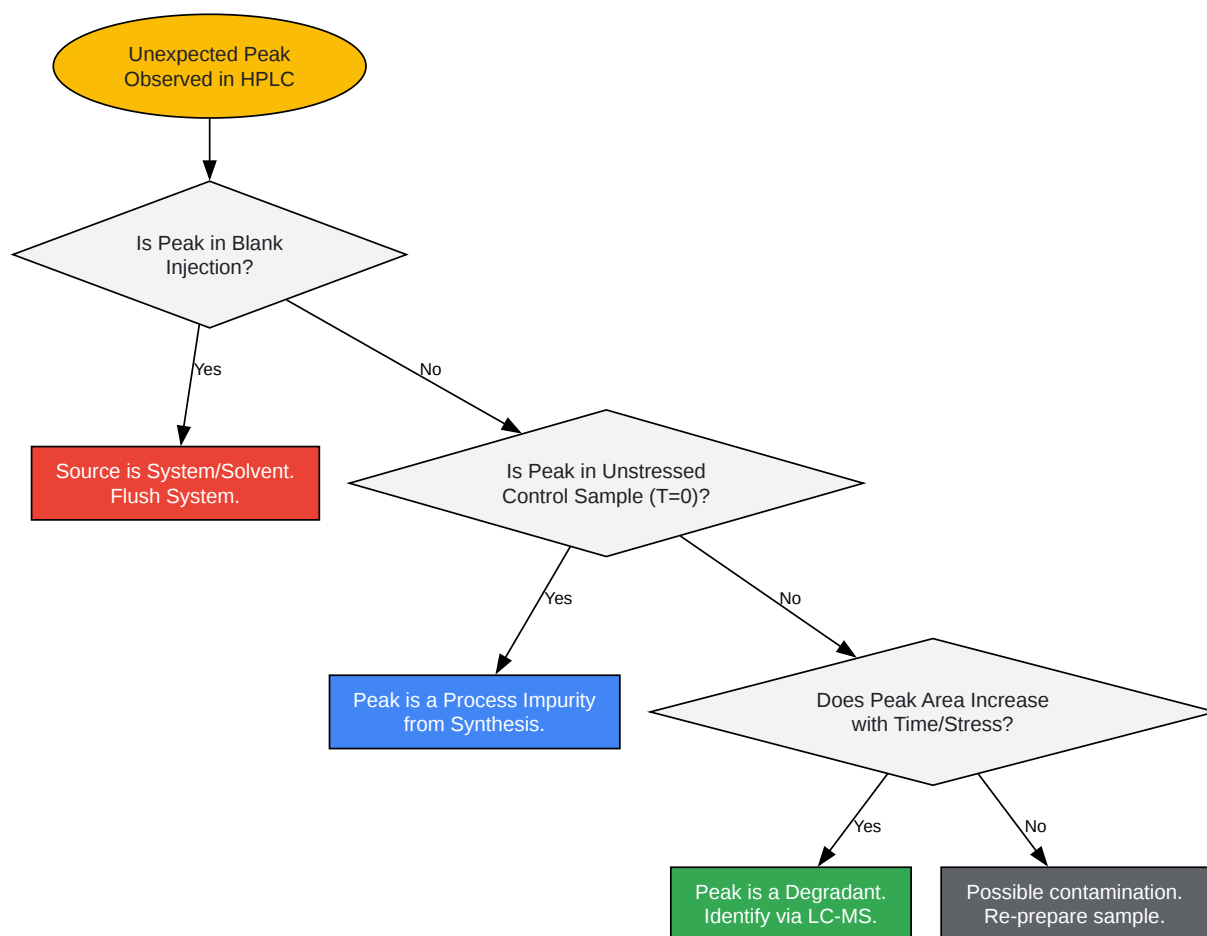 Unexpected Peak
Observed in HPLC
Is Peak in Blank
Injection?
Yes
No
Source is System/Solvent.
Flush System.
Is Peak in Unstressed
Control Sample (T=0)?
Yes
No
Peak is a Process Impurity
from Synthesis.
Does Peak Area Increase
with Time/Stress?
Yes
No
Peak is a Degradant.
Identify via LC-MS.
Possible contamination.
Re-prepare sample.